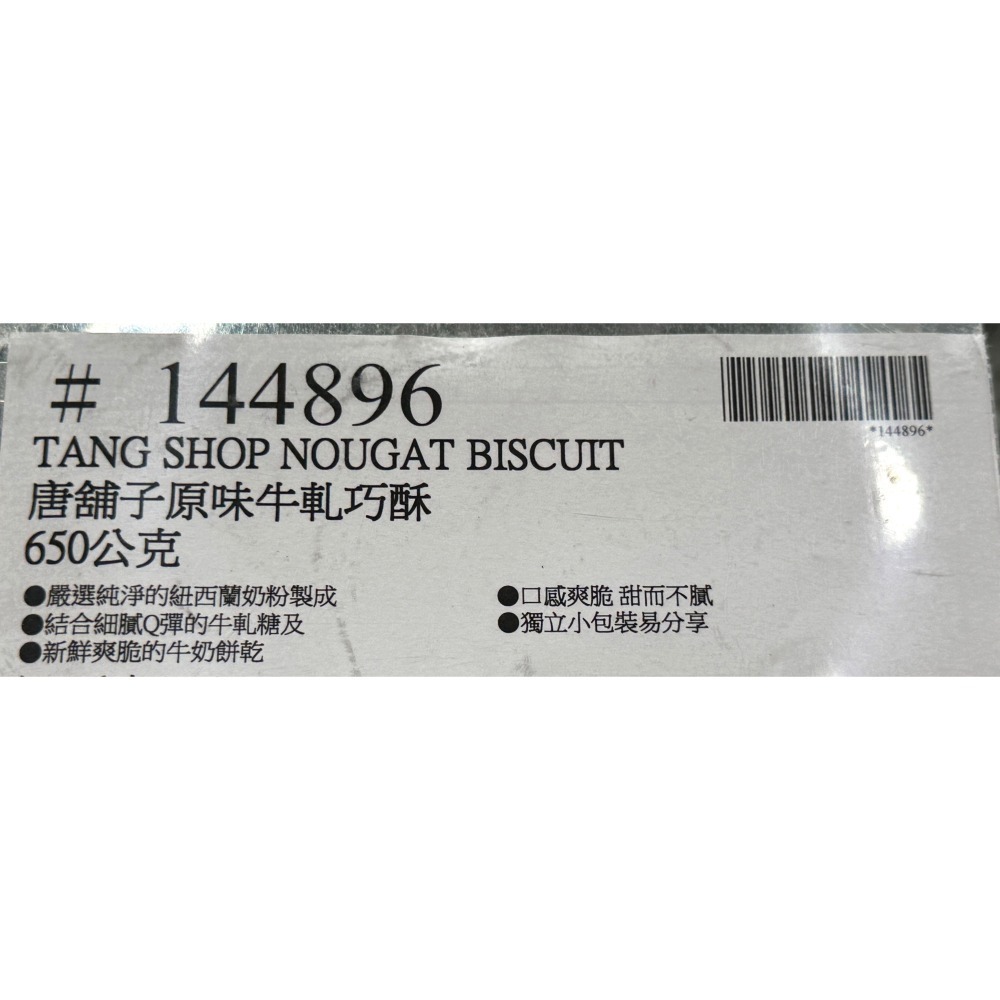 # 144896
*144896*
TANG SHOP NOUGAT BISCUIT
唐舖子原味牛軋巧酥
650公克
●嚴選純淨的紐西蘭奶粉製成
●結合細膩Q彈的牛軋糖及
●新鮮爽脆的牛奶餅乾
●口感爽脆 甜而不膩
●獨立小包裝易分享